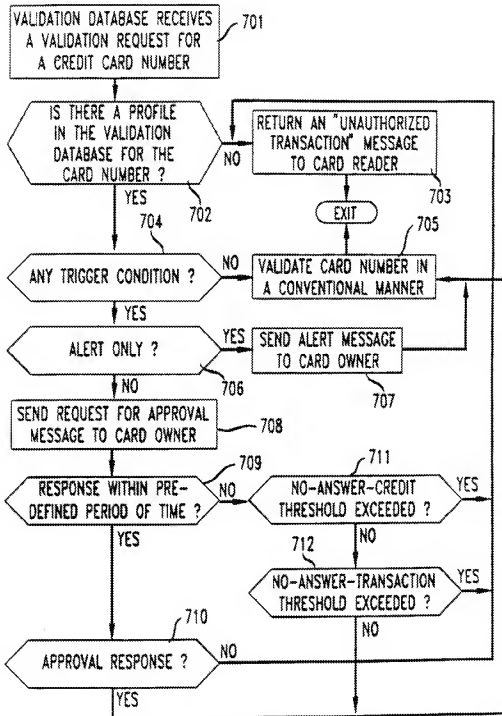 VALIDATION DATABASE RECEIVES
A VALIDATION REQUEST FOR
A CREDIT CARD NUMBER
701
IS THERE A PROFILE
IN THE VALIDATION
DATABASE FOR THE
CARD NUMBER ?
702
NO
YES
RETURN AN "UNAUTHORIZED
TRANSACTION" MESSAGE
TO CARD READER
703
EXIT
704
ANY TRIGGER CONDITION ?
NO
YES
705
VALIDATE CARD NUMBER IN
A CONVENTIONAL MANNER
ALERT ONLY ?
706
YES
NO
SEND ALERT MESSAGE
TO CARD OWNER
707
SEND REQUEST FOR APPROVAL
MESSAGE TO CARD OWNER
708
709
RESPONSE WITHIN PRE-
DEFINED PERIOD OF TIME ?
NO
YES
711
NO-ANSWER-CREDIT
THRESHOLD EXCEEDED ?
YES
NO
712
NO-ANSWER-TRANSACTION
THRESHOLD EXCEEDED ?
YES
NO
710
APPROVAL RESPONSE ?
NO
YES